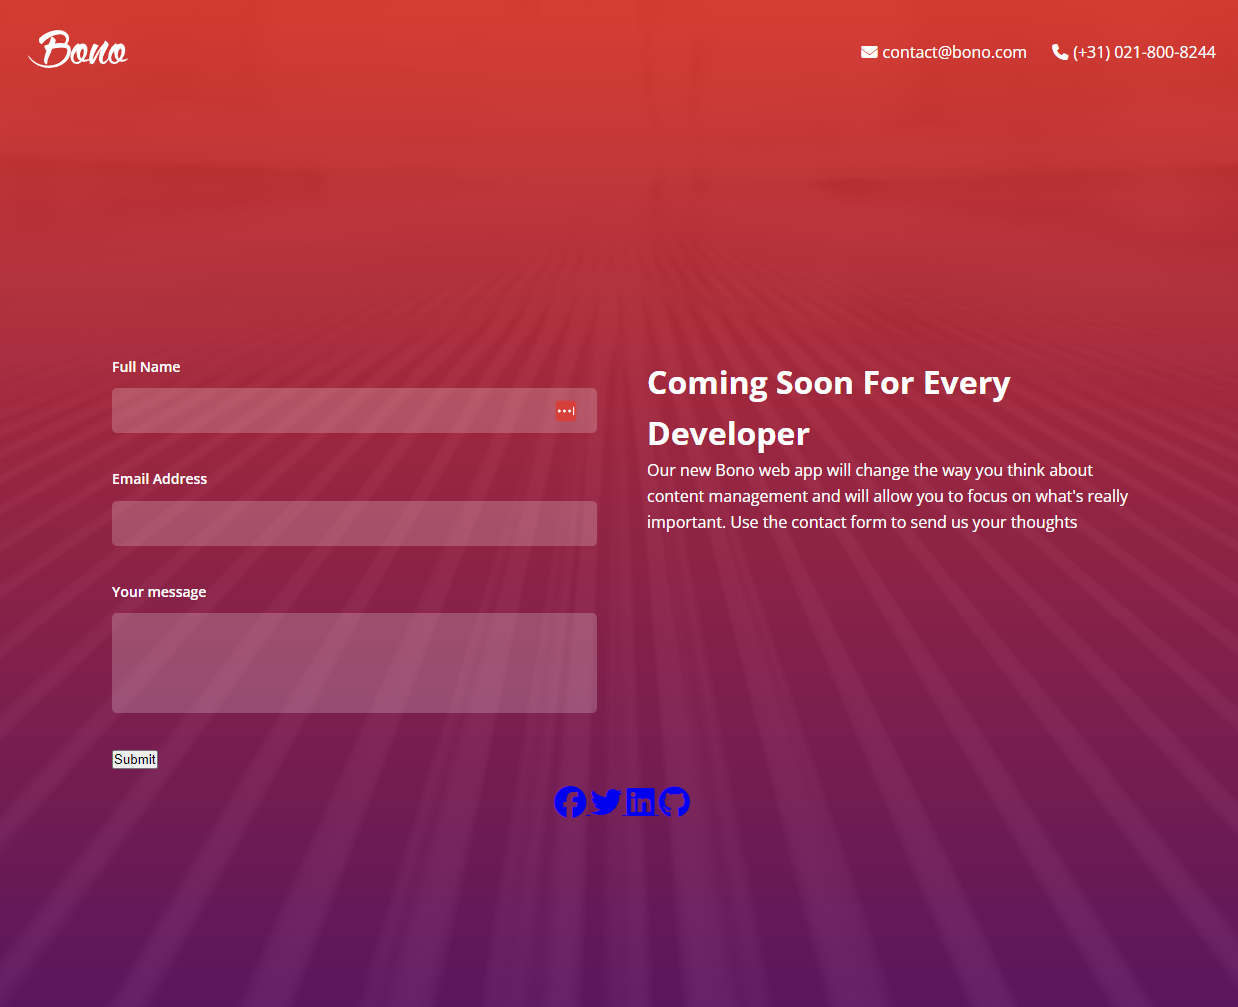 Bono
contact@bono.com
(+31) 021-800-8244
Full Name
Email Address
Your message
Submit
Coming Soon For Every
Developer
Our new Bono web app will change the way you think about
content management and will allow you to focus on what's really
important. Use the contact form to send us your thoughts